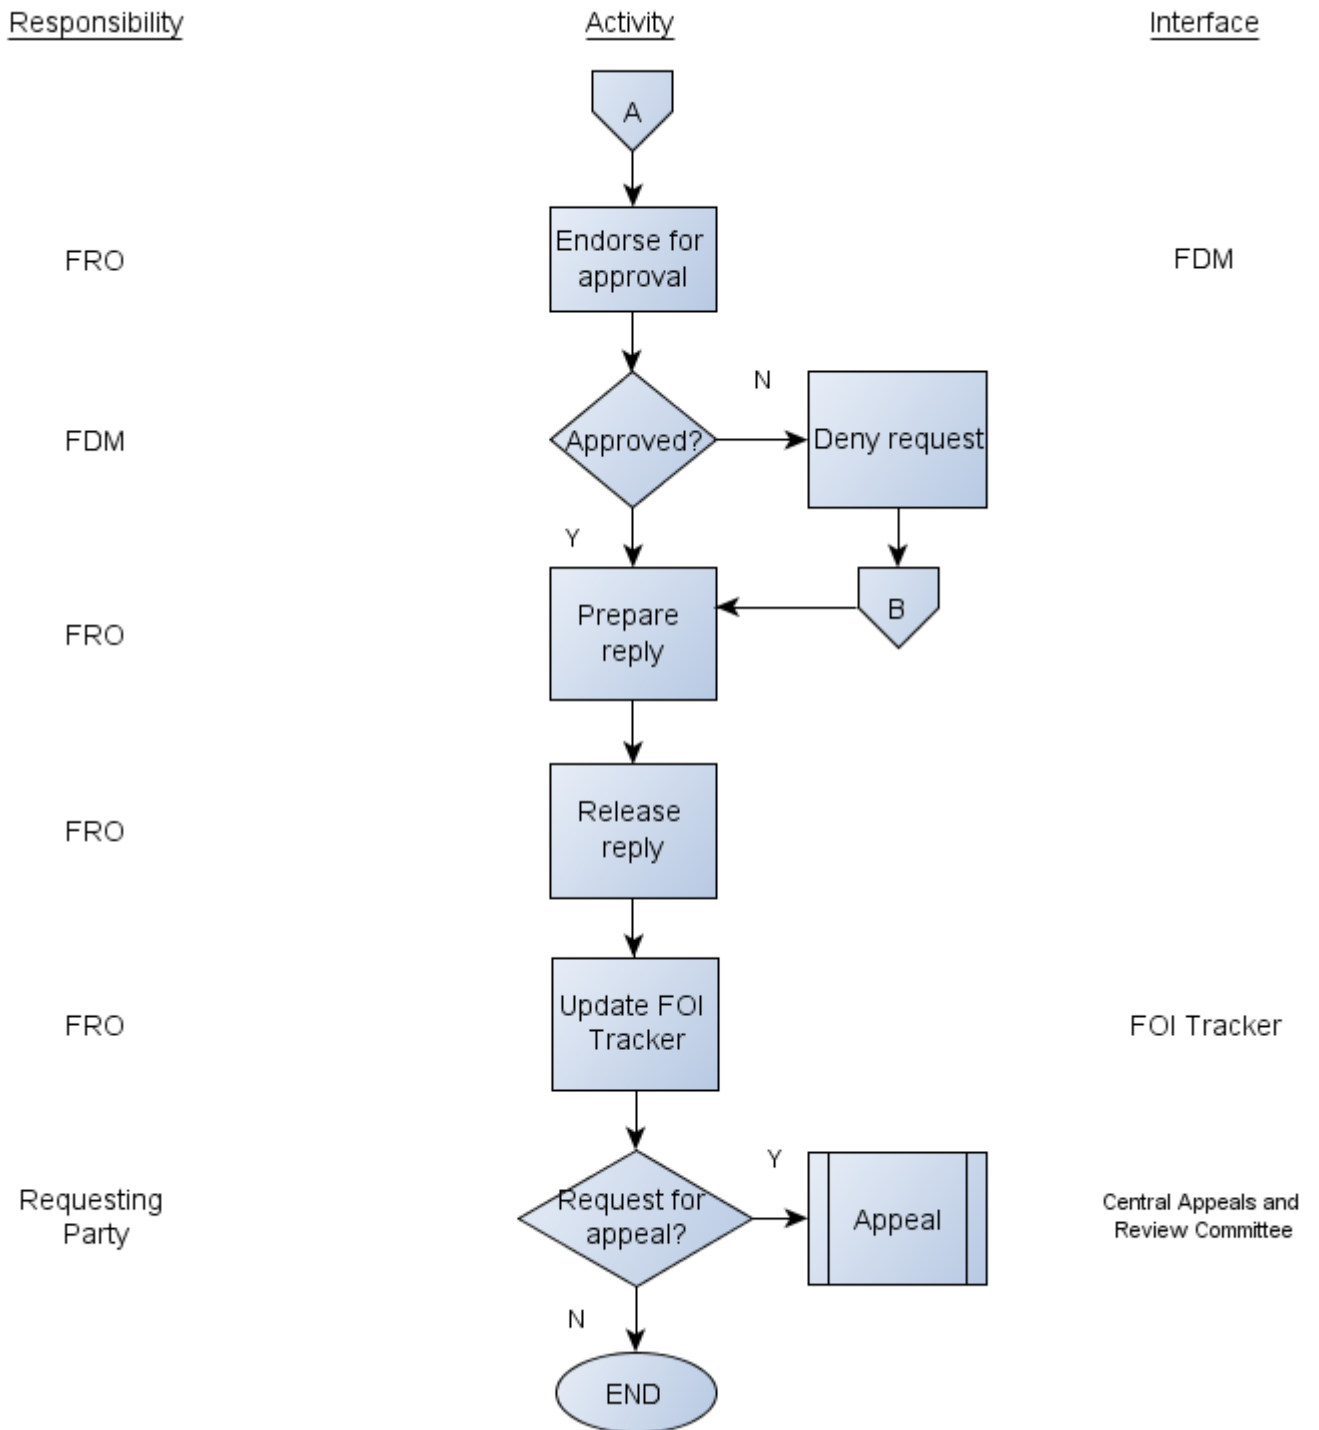 Responsibility
Activity
Interface
A
FRO
Endorse for
approval
FDM
FDM
Approved?
N
Deny request
Y
FRO
Prepare
reply
B
FRO
Release
reply
FRO
Update FOI
Tracker
FOI Tracker
Requesting
Party
Request for
appeal?
Y
Appeal
Central Appeals and
Review Committee
N
END